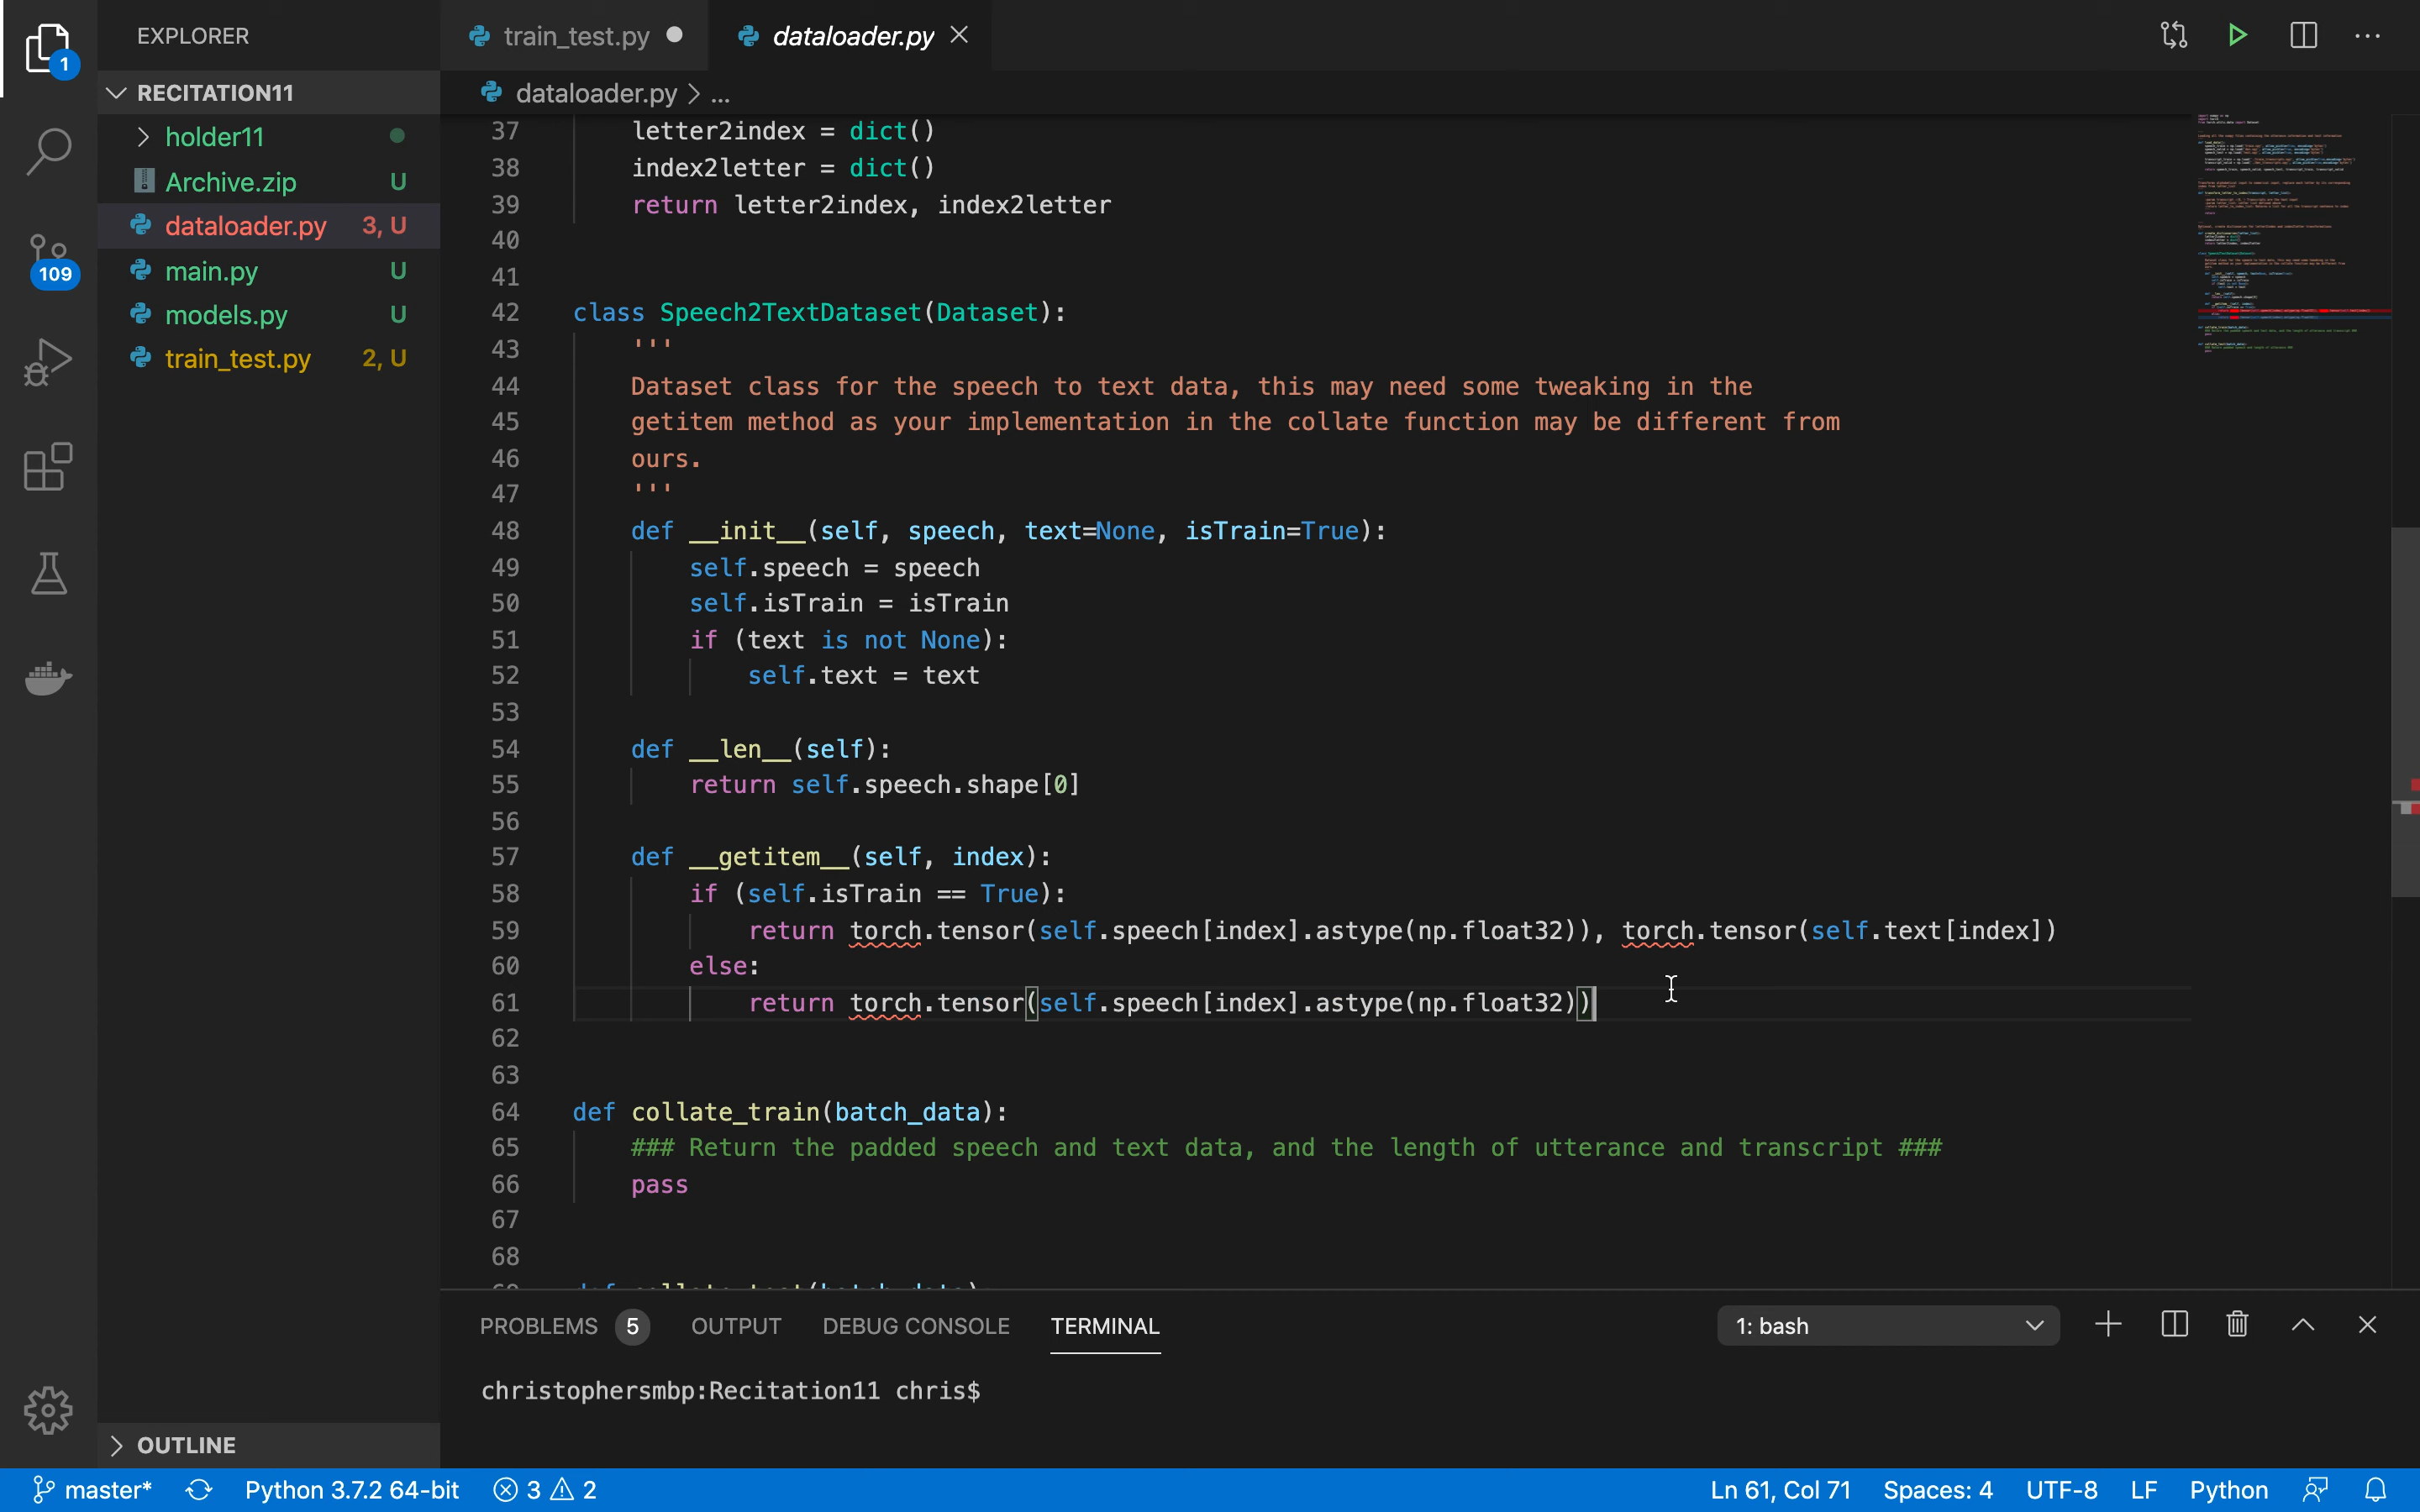 EXPLORER
train_test.py
dataloader.py
1
RECITATION11
dataloader.py > ...
holder11
Archive.zip U
dataloader.py 3, U
main.py U
models.py U
train_test.py 2, U
109
37 letter2index = dict()
38 index2letter = dict()
39 return letter2index, index2letter
40
41
42 class Speech2TextDataset(Dataset):
43 '''
44 Dataset class for the speech to text data, this may need some tweaking in the
45 getitem method as your implementation in the collate function may be different from
46 ours.
47 '''
48 def __init__(self, speech, text=None, isTrain=True):
49 self.speech = speech
50 self.isTrain = isTrain
51 if (text is not None):
52 self.text = text
53
54 def __len__(self):
55 return self.speech.shape[0]
56
57 def __getitem__(self, index):
58 if (self.isTrain == True):
59 return torch.tensor(self.speech[index].astype(np.float32)), torch.tensor(self.text[index])
60 else:
61 return torch.tensor(self.speech[index].astype(np.float32))
62
63
64 def collate_train(batch_data):
65 ### Return the padded speech and text data, and the length of utterance and transcript ###
66 pass
67
68
PROBLEMS 5 OUTPUT DEBUG CONSOLE TERMINAL
1: bash
christophersmbp:Recitation11 chris$
OUTLINE
master* Python 3.7.2 64-bit 3 2 Ln 61, Col 71 Spaces: 4 UTF-8 LF Python